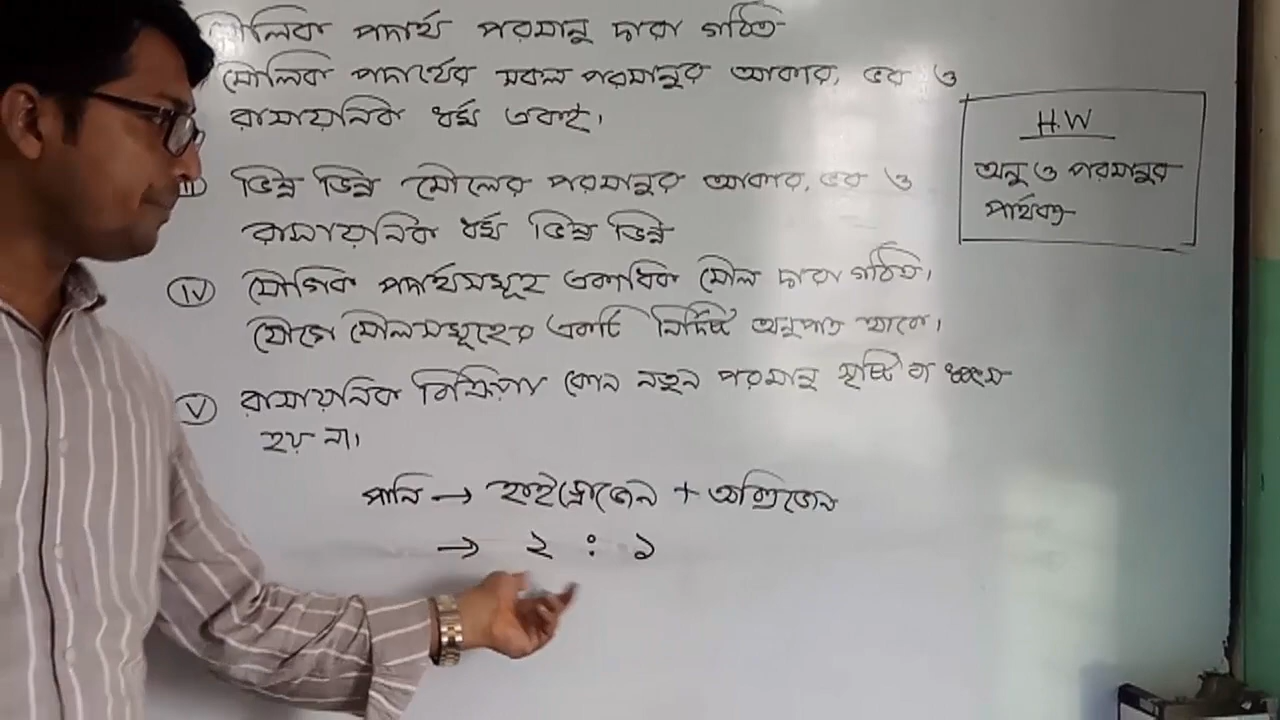 মৌলিক পদার্থ পরমানু দ্বারা গঠিত
মৌলিক পদার্থের সকল পরমানুর আকার, ভর ও
রাসায়নিক ধর্ম একই।
III) ভিন্ন ভিন্ন মৌলের পরমানুর আকার, ভর ও
রাসায়নিক ধর্ম ভিন্ন ভিন্ন
IV যৌগিক পদার্থসমূহ একাধিক মৌল দ্বারা গঠিত।
যৌগে মৌলসমূহের একটি নির্দিষ্ট অনুপাত থাকে।
V রাসায়নিক বিক্রিয়ায় কোন নতুন পরমানু সৃষ্টি বা ধ্বংস
হয় না।
পানি → হাইড্রোজেন + অক্সিজেন
→ ২ : ১
H.W
অনু ও পরমানুর
পার্থক্য